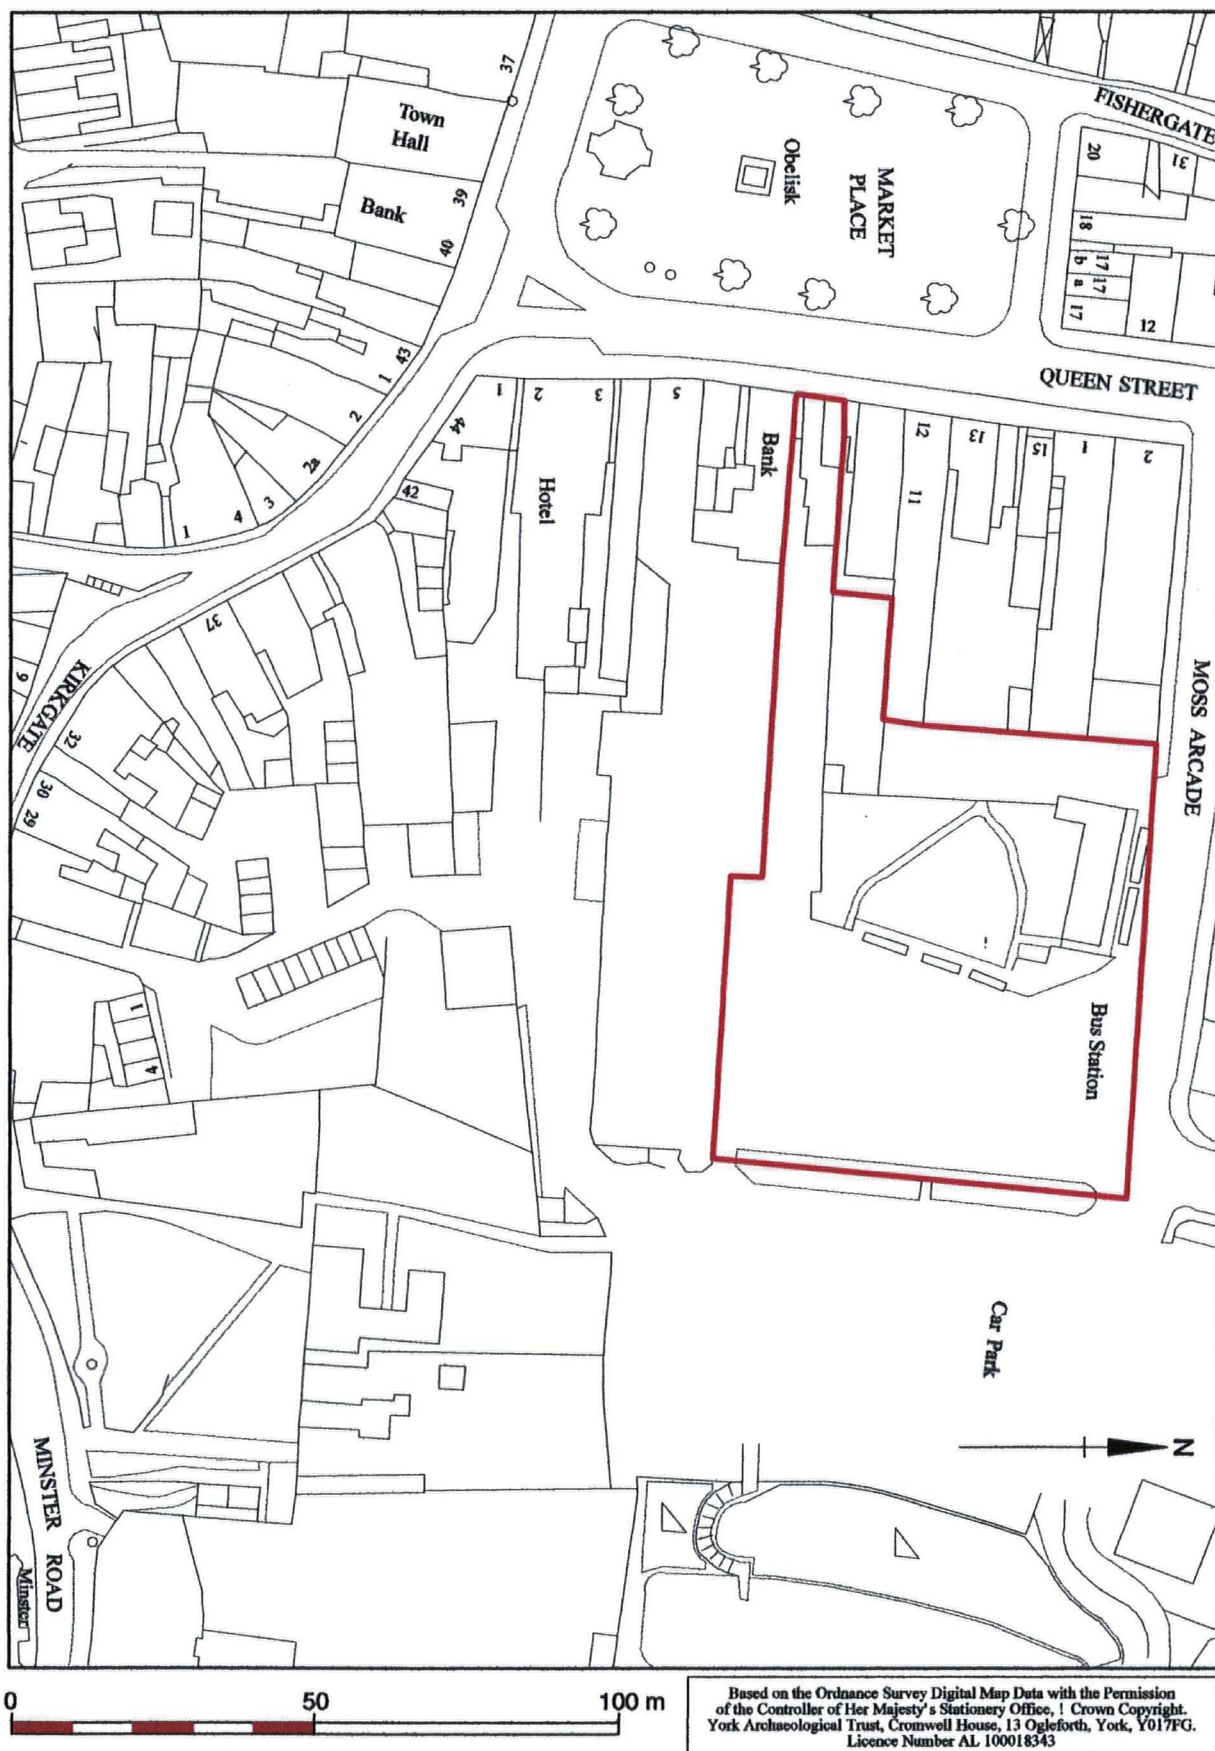 37
Town
Hall
39
Bank
40
43
1
2
2a
3
4
1
Obelisk
MARKET
PLACE
FISHERGATE
20
31
18
17
b
17
a
17
12
QUEEN STREET
1
2
3
5
44
42
Hotel
Bank
12
11
13
15
1
2
MOSS ARCADE
37
9
KIRKGATE
32
30
29
1
4
Bus Station
Car Park
N
MINSTER ROAD
Minster
0 50 100 m
Based on the Ordnance Survey Digital Map Data with the Permission
of the Controller of Her Majesty's Stationery Office, ! Crown Copyright.
York Archaeological Trust, Cromwell House, 13 Ogleforth, York, YO17FG.
Licence Number AL 100018343